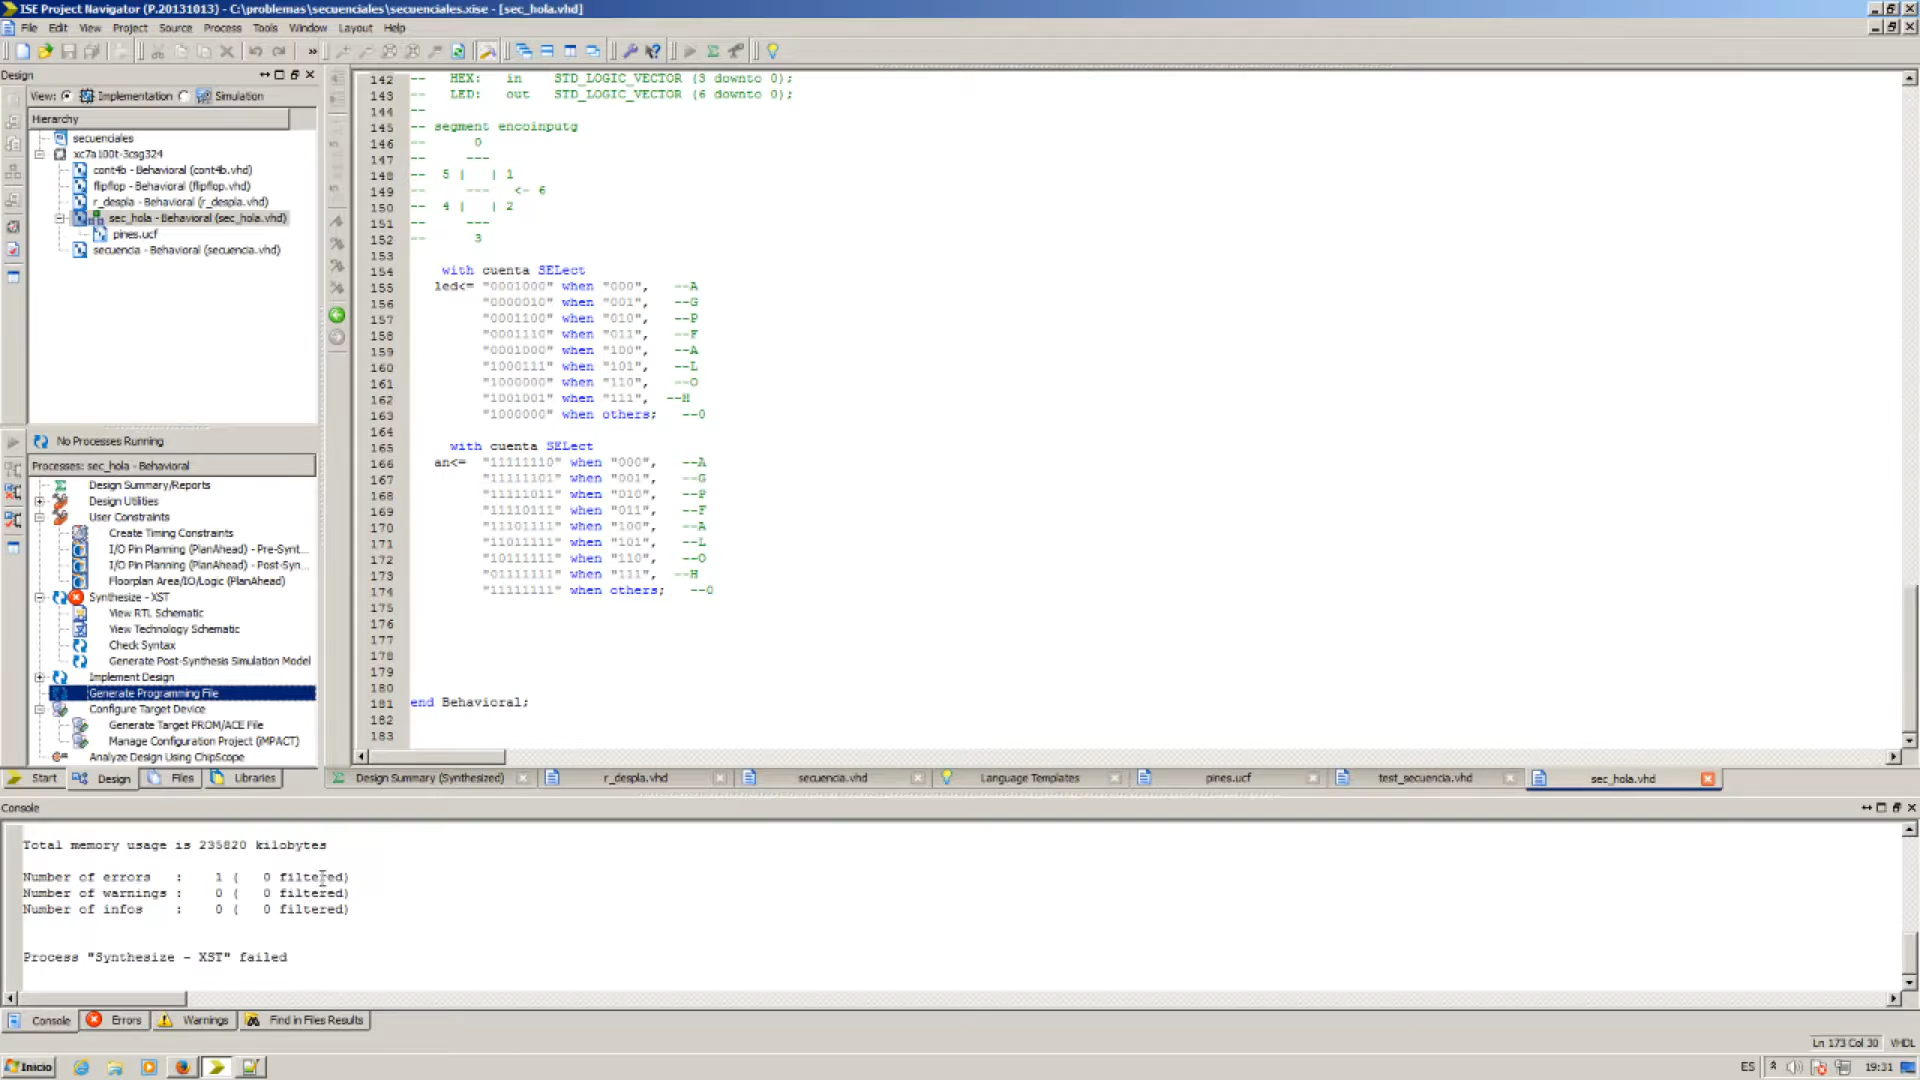 ISE Project Navigator (P.20131013) - C:\problemas\secuenciales\secuenciales.xise - [sec_hola.vhd]
File Edit View Project Source Process Tools Window Layout Help
Design
View: Implementation Simulation
Hierarchy
secuenciales
xc7a100t-3csg324
cont4b - Behavioral (cont4b.vhd)
flipflop - Behavioral (flipflop.vhd)
r_despla - Behavioral (r_despla.vhd)
sec_hola - Behavioral (sec_hola.vhd)
pines.ucf
secuencia - Behavioral (secuencia.vhd)
No Processes Running
Processes: sec_hola - Behavioral
Design Summary/Reports
Design Utilities
User Constraints
Create Timing Constraints
I/O Pin Planning (PlanAhead) - Pre-Synt...
I/O Pin Planning (PlanAhead) - Post-Syn...
Floorplan Area/IO/Logic (PlanAhead)
Synthesize - XST
View RTL Schematic
View Technology Schematic
Check Syntax
Generate Post-Synthesis Simulation Model
Implement Design
Generate Programming File
Configure Target Device
Generate Target PROM/ACE File
Manage Configuration Project (iMPACT)
Analyze Design Using ChipScope
Start Design Files Libraries
142 -- HEX: in STD_LOGIC_VECTOR (3 downto 0);
143 -- LED: out STD_LOGIC_VECTOR (6 downto 0);
144 --
145 -- segment encoinputg
146 -- 0
147 -- ---
148 -- 5 | | 1
149 -- --- <- 6
150 -- 4 | | 2
151 -- ---
152 -- 3
153
154 with cuenta SELect
155 led<= "0001000" when "000", --A
156 "0000010" when "001", --G
157 "0001100" when "010", --P
158 "0001110" when "011", --F
159 "0001000" when "100", --A
160 "1000111" when "101", --L
161 "1000000" when "110", --O
162 "1001001" when "111", --H
163 "1000000" when others; --0
164
165 with cuenta SELect
166 an<= "11111110" when "000", --A
167 "11111101" when "001", --G
168 "11111011" when "010", --P
169 "11110111" when "011", --F
170 "11101111" when "100", --A
171 "11011111" when "101", --L
172 "10111111" when "110", --O
173 "01111111" when "111", --H
174 "11111111" when others; --0
175
176
177
178
179
180
181 end Behavioral;
182
183
Design Summary (Synthesized) r_despla.vhd secuencia.vhd Language Templates pines.ucf test_secuencia.vhd sec_hola.vhd
Console
Total memory usage is 235820 kilobytes
Number of errors : 1 ( 0 filtered)
Number of warnings : 0 ( 0 filtered)
Number of infos : 0 ( 0 filtered)
Process "Synthesize - XST" failed
Console Errors Warnings Find in Files Results
Ln 173 Col 30 VHDL
Inicio ES 19:31